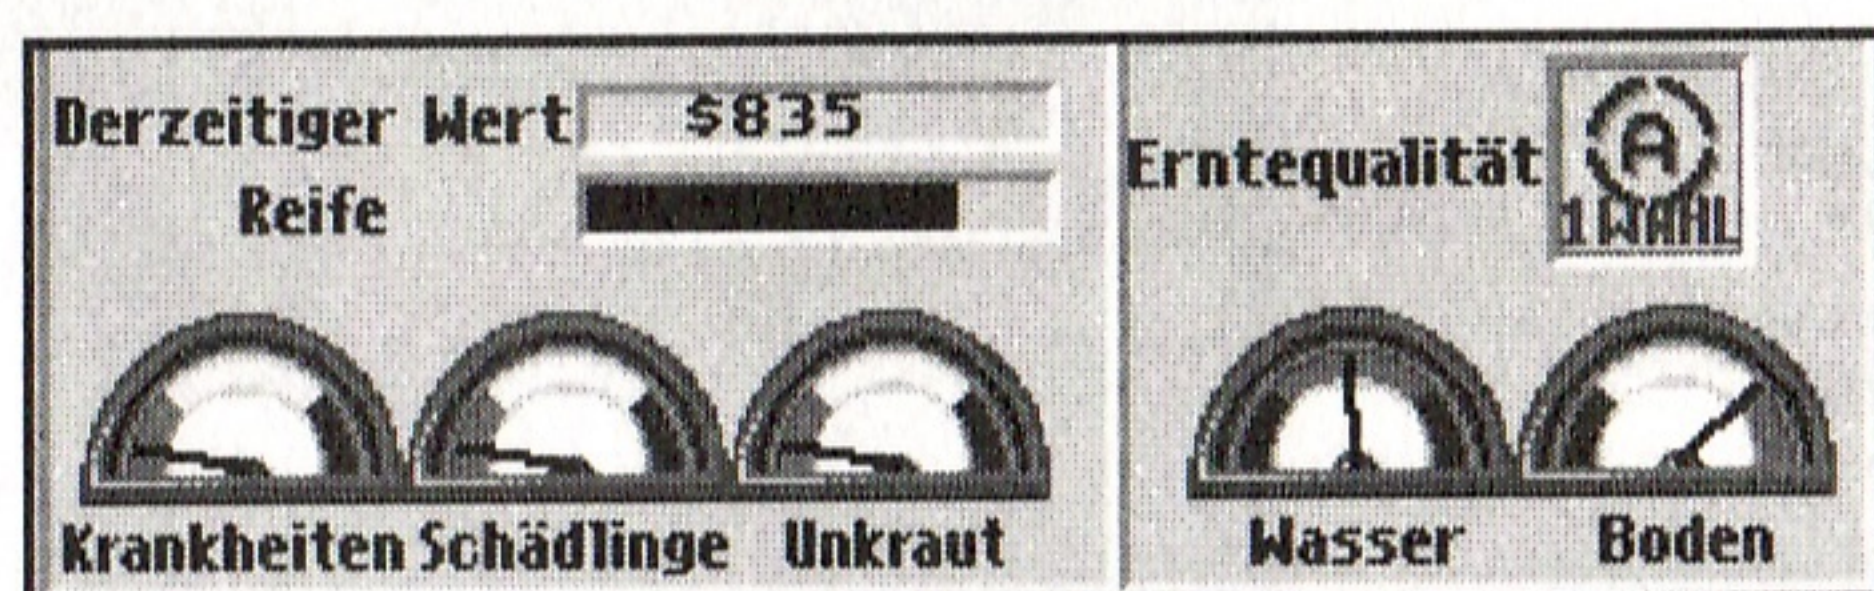 Derzeitiger Wert $835
Reife
Erntequalität
A
1 WAHL
Krankheiten Schädlinge Unkraut
Wasser Boden